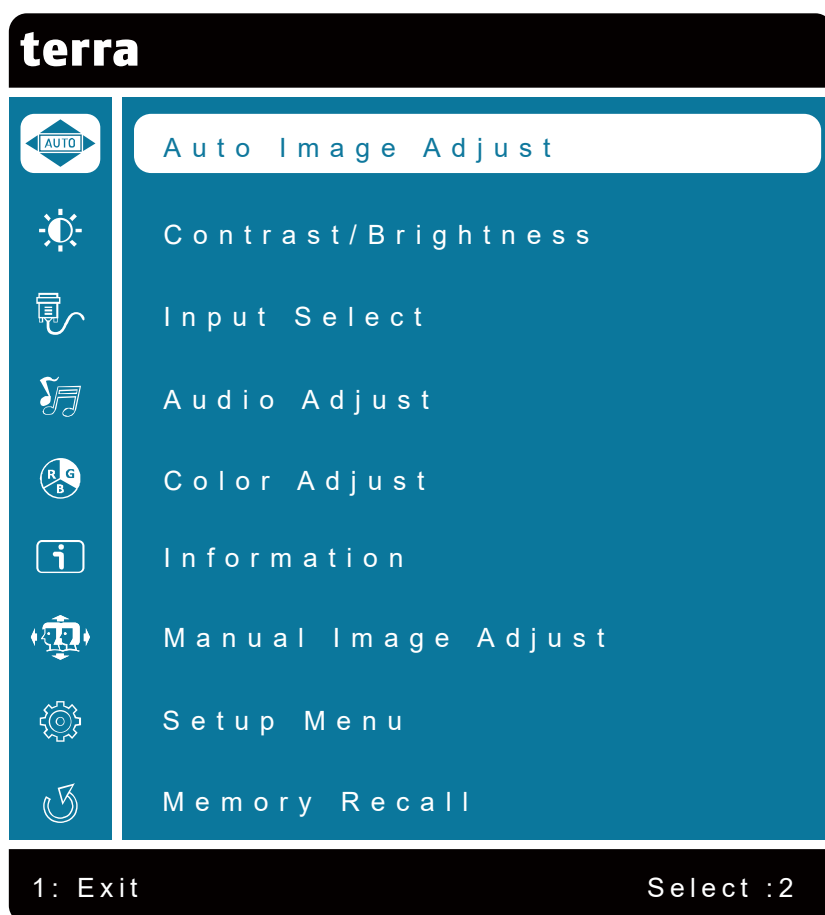 terra
AUTO
Auto Image Adjust
Contrast/Brightness
Input Select
Audio Adjust
R G
B
Color Adjust
i
Information
Manual Image Adjust
Setup Menu
Memory Recall
1: Exit
Select :2